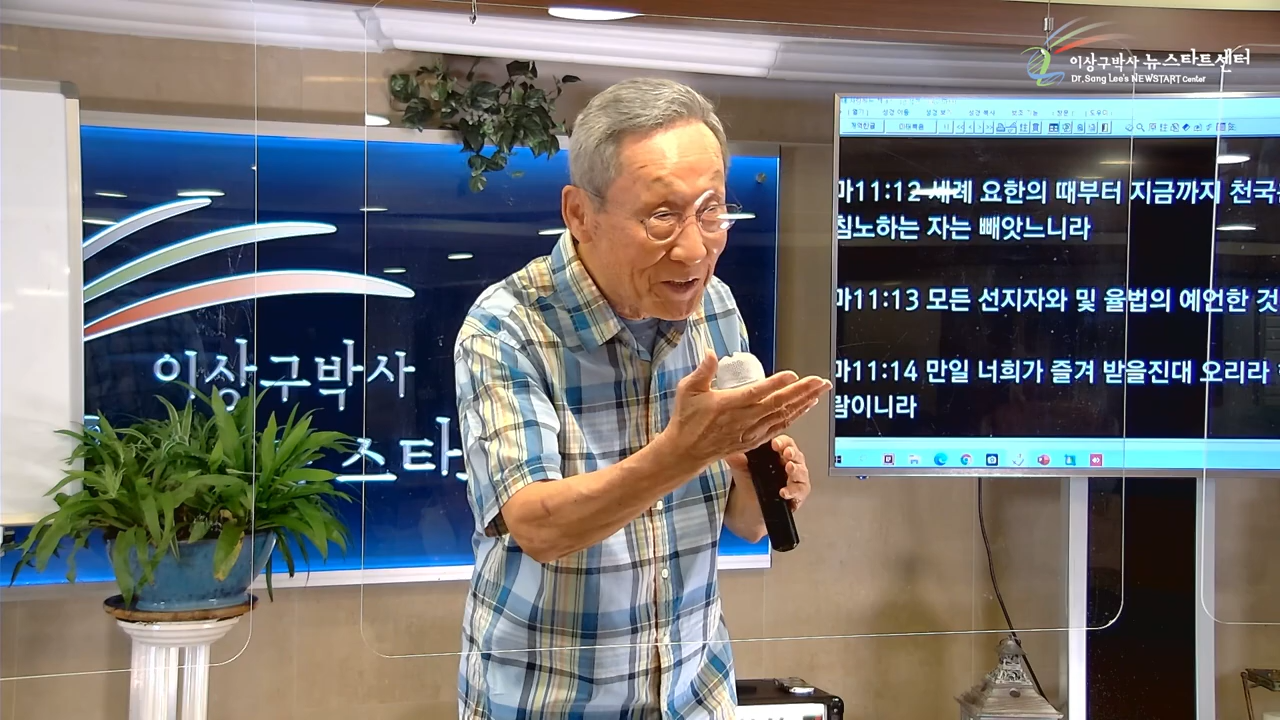 이상구박사 뉴스타트센터
Dr. Sang Lee's NEWSTART Center
마11:12 세례 요한의 때부터 지금까지 천국
침노하는 자는 빼앗느니라
마11:13 모든 선지자와 및 율법의 예언한 것
마11:14 만일 너희가 즐겨 받을진대 오리라
람이니라
이상구박사
스타